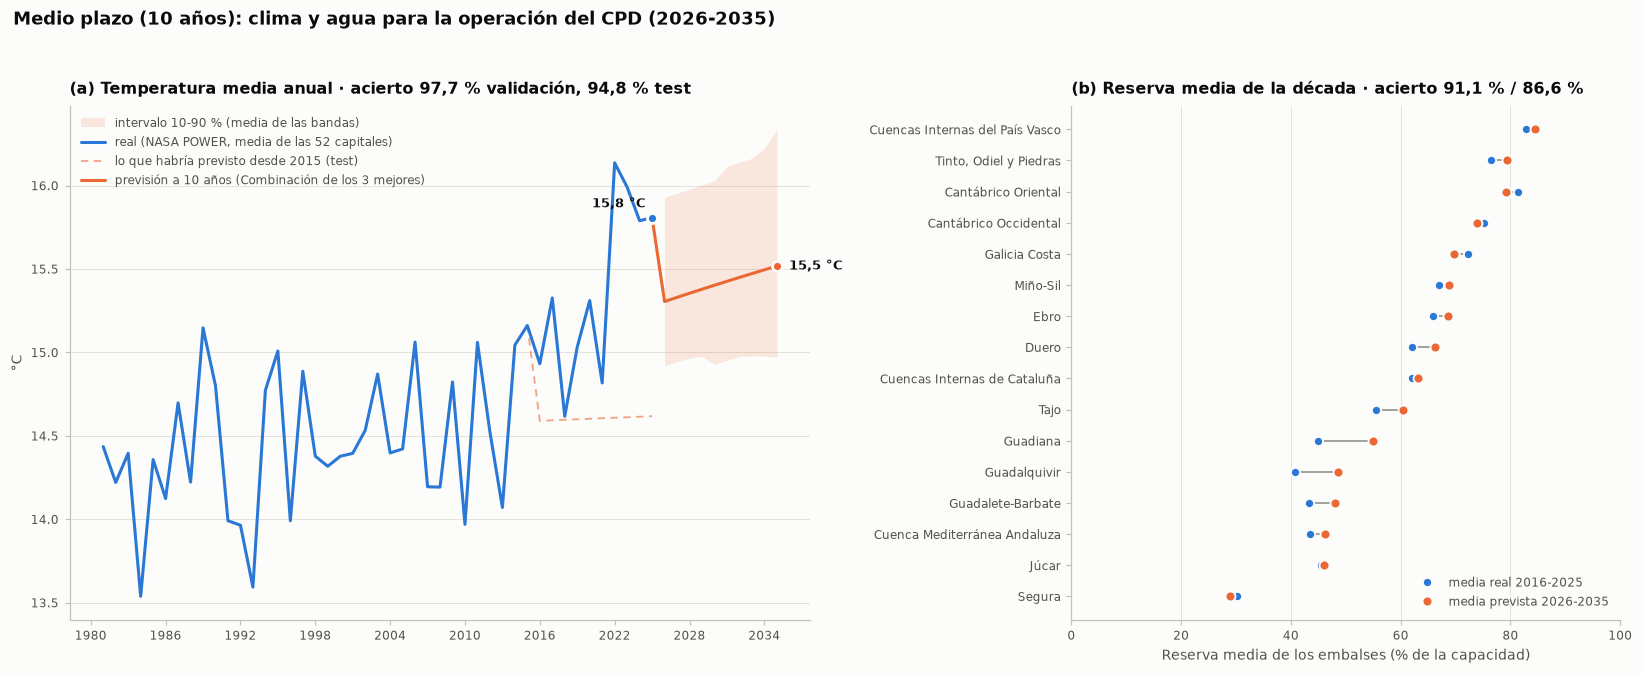 Medio plazo (10 años): clima y agua para la operación del CPD (2026-2035)
(a) Temperatura media anual · acierto 97,7 % validación, 94,8 % test
intervalo 10-90 % (media de las bandas)
real (NASA POWER, media de las 52 capitales)
lo que habría previsto desde 2015 (test)
previsión a 10 años (Combinación de los 3 mejores)
°C
16.0
15.5
15.0
14.5
14.0
13.5
15,8 °C
15,5 °C
1980
1986
1992
1998
2004
2010
2016
2022
2028
2034
(b) Reserva media de la década · acierto 91,1 % / 86,6 %
Cuencas Internas del País Vasco
Tinto, Odiel y Piedras
Cantábrico Oriental
Cantábrico Occidental
Galicia Costa
Miño-Sil
Ebro
Duero
Cuencas Internas de Cataluña
Tajo
Guadiana
Guadalquivir
Guadalete-Barbate
Cuenca Mediterránea Andaluza
Júcar
Segura
media real 2016-2025
media prevista 2026-2035
0
20
40
60
80
100
Reserva media de los embalses (% de la capacidad)